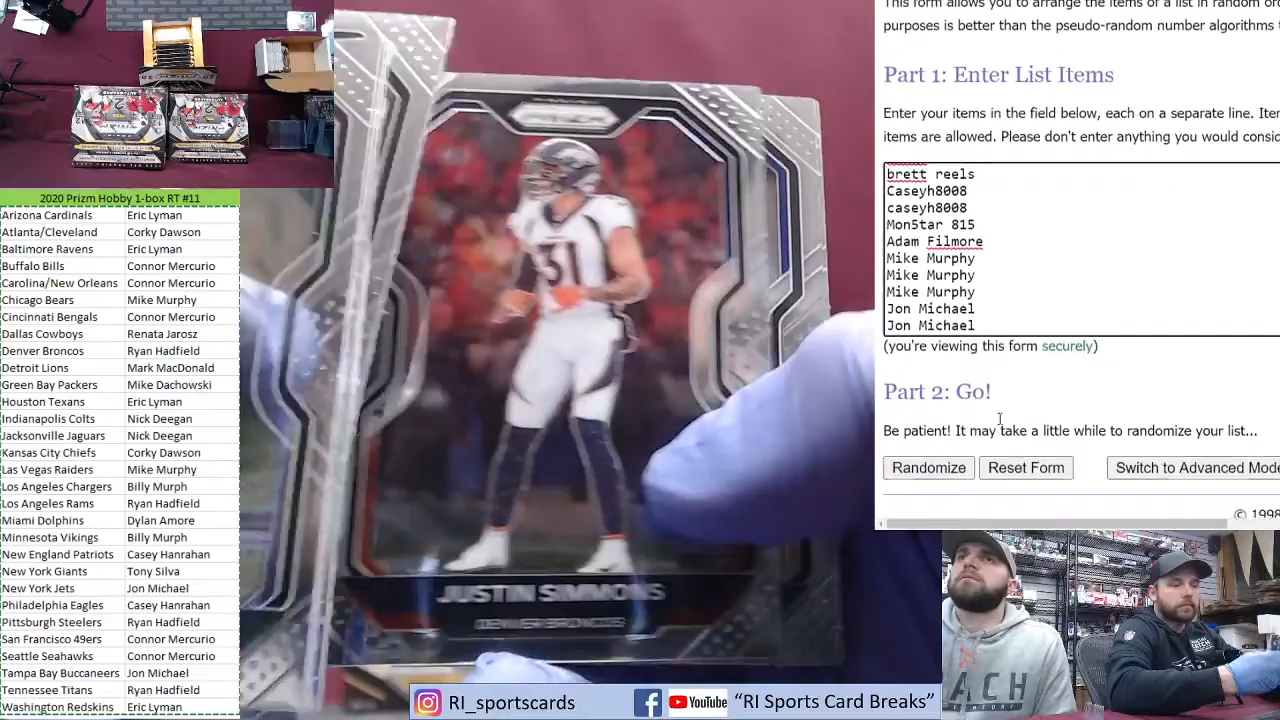 2020 Prizm Hobby 1-box RT #11
Arizona Cardinals Eric Lyman
Atlanta/Cleveland Corky Dawson
Baltimore Ravens Eric Lyman
Buffalo Bills Connor Mercurio
Carolina/New Orleans Connor Mercurio
Chicago Bears Mike Murphy
Cincinnati Bengals Connor Mercurio
Dallas Cowboys Renata Jarosz
Denver Broncos Ryan Hadfield
Detroit Lions Mark MacDonald
Green Bay Packers Mike Dachowski
Houston Texans Eric Lyman
Indianapolis Colts Nick Deegan
Jacksonville Jaguars Nick Deegan
Kansas City Chiefs Corky Dawson
Las Vegas Raiders Mike Murphy
Los Angeles Chargers Billy Murph
Los Angeles Rams Ryan Hadfield
Miami Dolphins Dylan Amore
Minnesota Vikings Billy Murph
New England Patriots Casey Hanrahan
New York Giants Tony Silva
New York Jets Jon Michael
Philadelphia Eagles Casey Hanrahan
Pittsburgh Steelers Ryan Hadfield
San Francisco 49ers Connor Mercurio
Seattle Seahawks Connor Mercurio
Tampa Bay Buccaneers Jon Michael
Tennessee Titans Ryan Hadfield
Washington Redskins Eric Lyman
PRIZM
31
JUSTIN SIMMONS
DENVER BRONCOS
This form allows you to arrange the items of a list in random
purposes is better than the pseudo-random number algorithms
Part 1: Enter List Items
Enter your items in the field below, each on a separate line.
items are allowed. Please don't enter anything you would
brett reels
Caseyh8008
caseyh8008
Mon5tar 815
Adam Filmore
Mike Murphy
Mike Murphy
Mike Murphy
Jon Michael
Jon Michael
(you're viewing this form securely)
Part 2: Go!
Be patient! It may take a little while to randomize your list...
Randomize Reset Form Switch to Advanced Mode
© 1998
ACH
RI_sportscards YouTube "RI Sports Card Breaks"